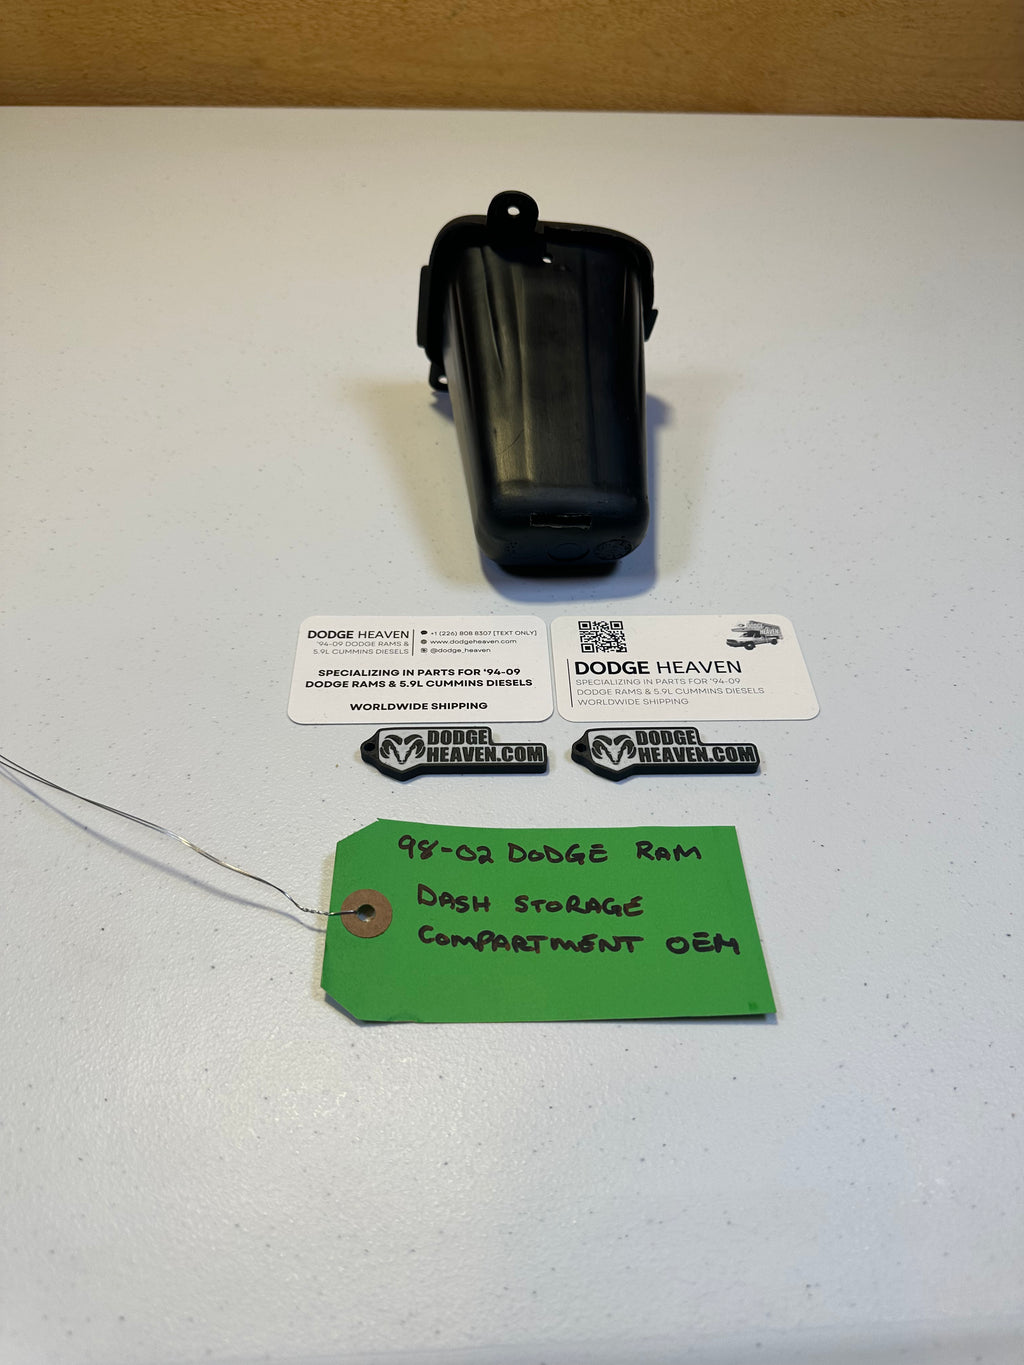 DODGE HEAVEN
'94-09 DODGE RAMS &
5.9L CUMMINS DIESELS
+1 (226) 808 8307 [TEXT ONLY]
www.dodgeheaven.com
@dodge_heaven
SPECIALIZING IN PARTS FOR '94-09
DODGE RAMS & 5.9L CUMMINS DIESELS
WORLDWIDE SHIPPING
DODGE HEAVEN
SPECIALIZING IN PARTS FOR '94-09
DODGE RAMS & 5.9L CUMMINS DIESELS
WORLDWIDE SHIPPING
DODGE
HEAVEN.COM
DODGE
HEAVEN.COM
98-02 DODGE RAM
DASH STORAGE
COMPARTMENT OEM